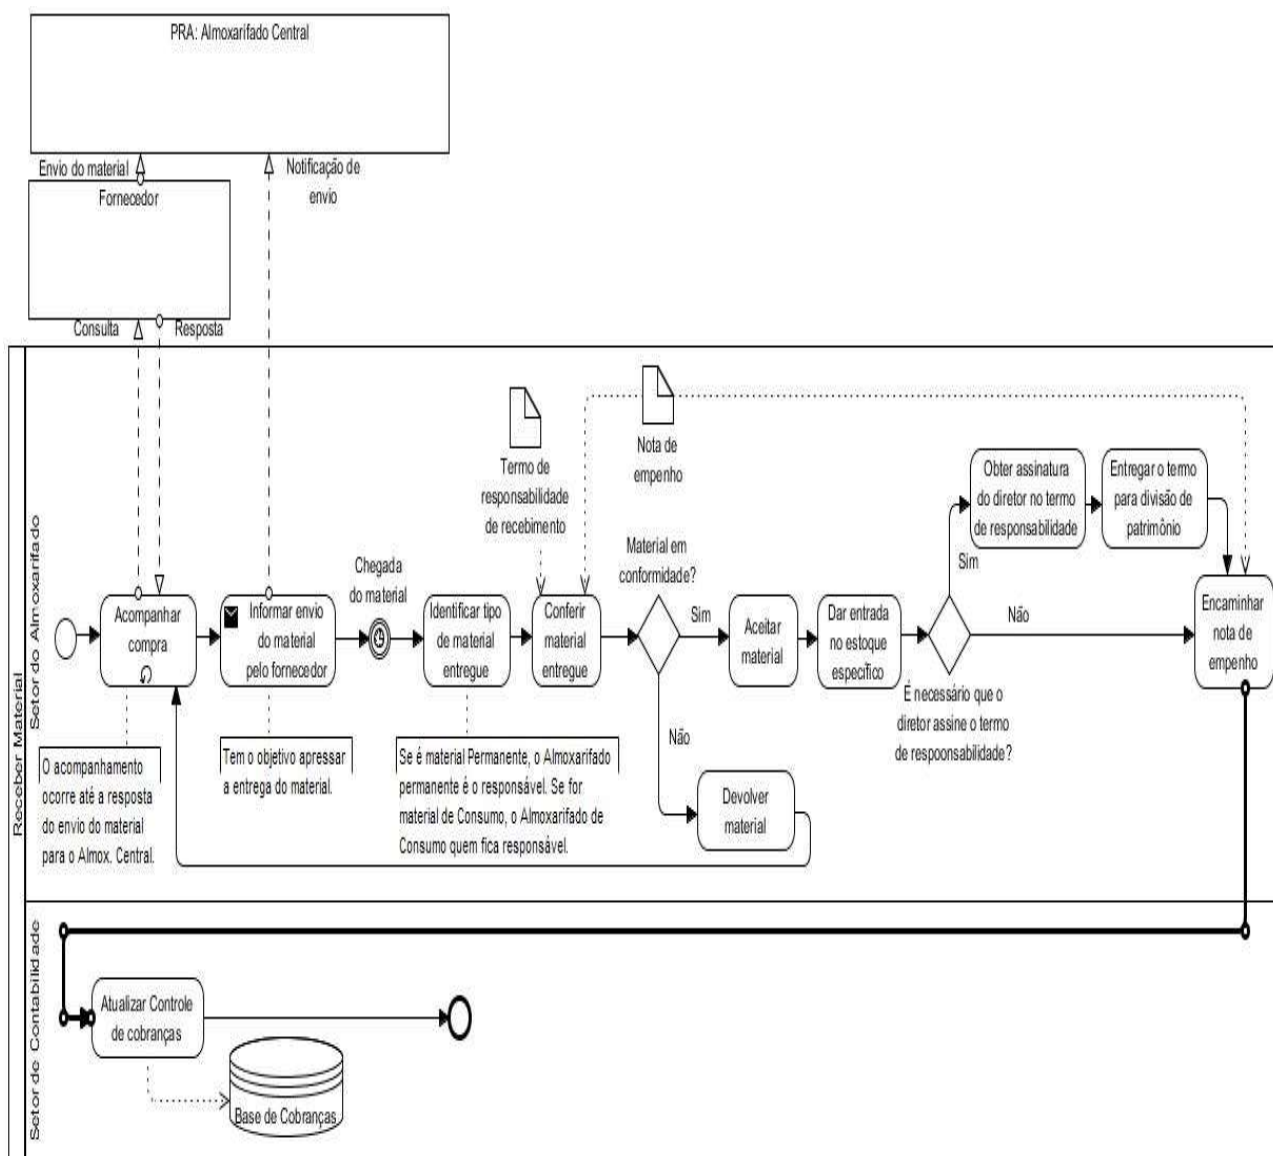 PRA: Almoxarifado Central
Envio do material
Notificação de
envio
Fornecedor
Consulta
Resposta
Receber Material
Setor do Almoxarifado
Termo de
responsabilidade
de recebimento
Nota de
empenho
Chegada
do material
Material em
conformidade?
Acompanhar
compra
Informar envio
do material
pelo fornecedor
Identificar tipo
de material
entregue
Conferir
material
entregue
Sim
Aceitar
material
Dar entrada
no estoque
específico
Sim
Obter assinatura
do diretor no termo
de responsabilidade
Entregar o termo
para divisão de
patrimônio
Não
Encaminhar
nota de
empenho
É necessário que o
diretor assine o termo
de respoonsabilidade?
Não
Devolver
material
O acompanhamento
ocorre até a resposta
do envio do material
para o Almox. Central.
Tem o objetivo apressar
a entrega do material.
Se é material Permanente, o Almoxarifado
permanente é o responsável. Se for
material de Consumo, o Almoxarifado de
Consumo quem fica responsável.
Setor de Contabilidade
Atualizar Controle
de cobranças
Base de Cobranças